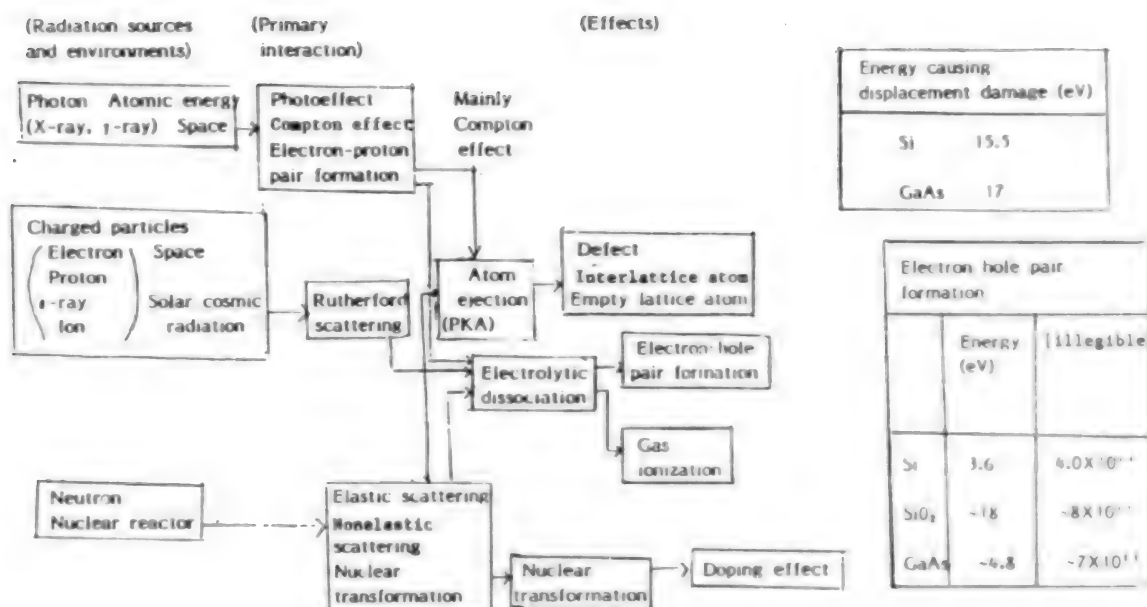 (Radiation sources
and environments)
(Primary
interaction)
(Effects)
Photon Atomic energy
(X-ray, γ-ray) Space
Photoeffect
Compton effect
Electron-proton
pair formation
Mainly
Compton
effect
Charged particles
Electron Space
Proton
-ray Solar cosmic
Ion radiation
Rutherford
scattering
Atom
ejection
(PKA)
Defect
Interlattice atom
Empty lattice atom
Electrolytic
dissociation
Electron-hole
pair formation
Gas
ionization
Neutron
Nuclear reactor
Elastic scattering
Nonelastic
scattering
Nuclear
transformation
Nuclear
transformation
Doping effect
Energy causing
displacement damage (eV)
Si 15.5
GaAs 17
Electron hole pair
formation
Energy [illegible
(eV)
Si 3.6
SiO₂ ~18
GaAs ~4.8